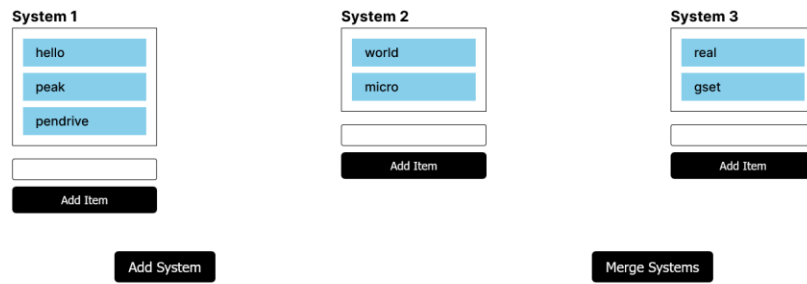 System 1
hello
peak
pendrive
Add Item
System 2
world
micro
Add Item
System 3
real
gset
Add Item
Add System
Merge Systems